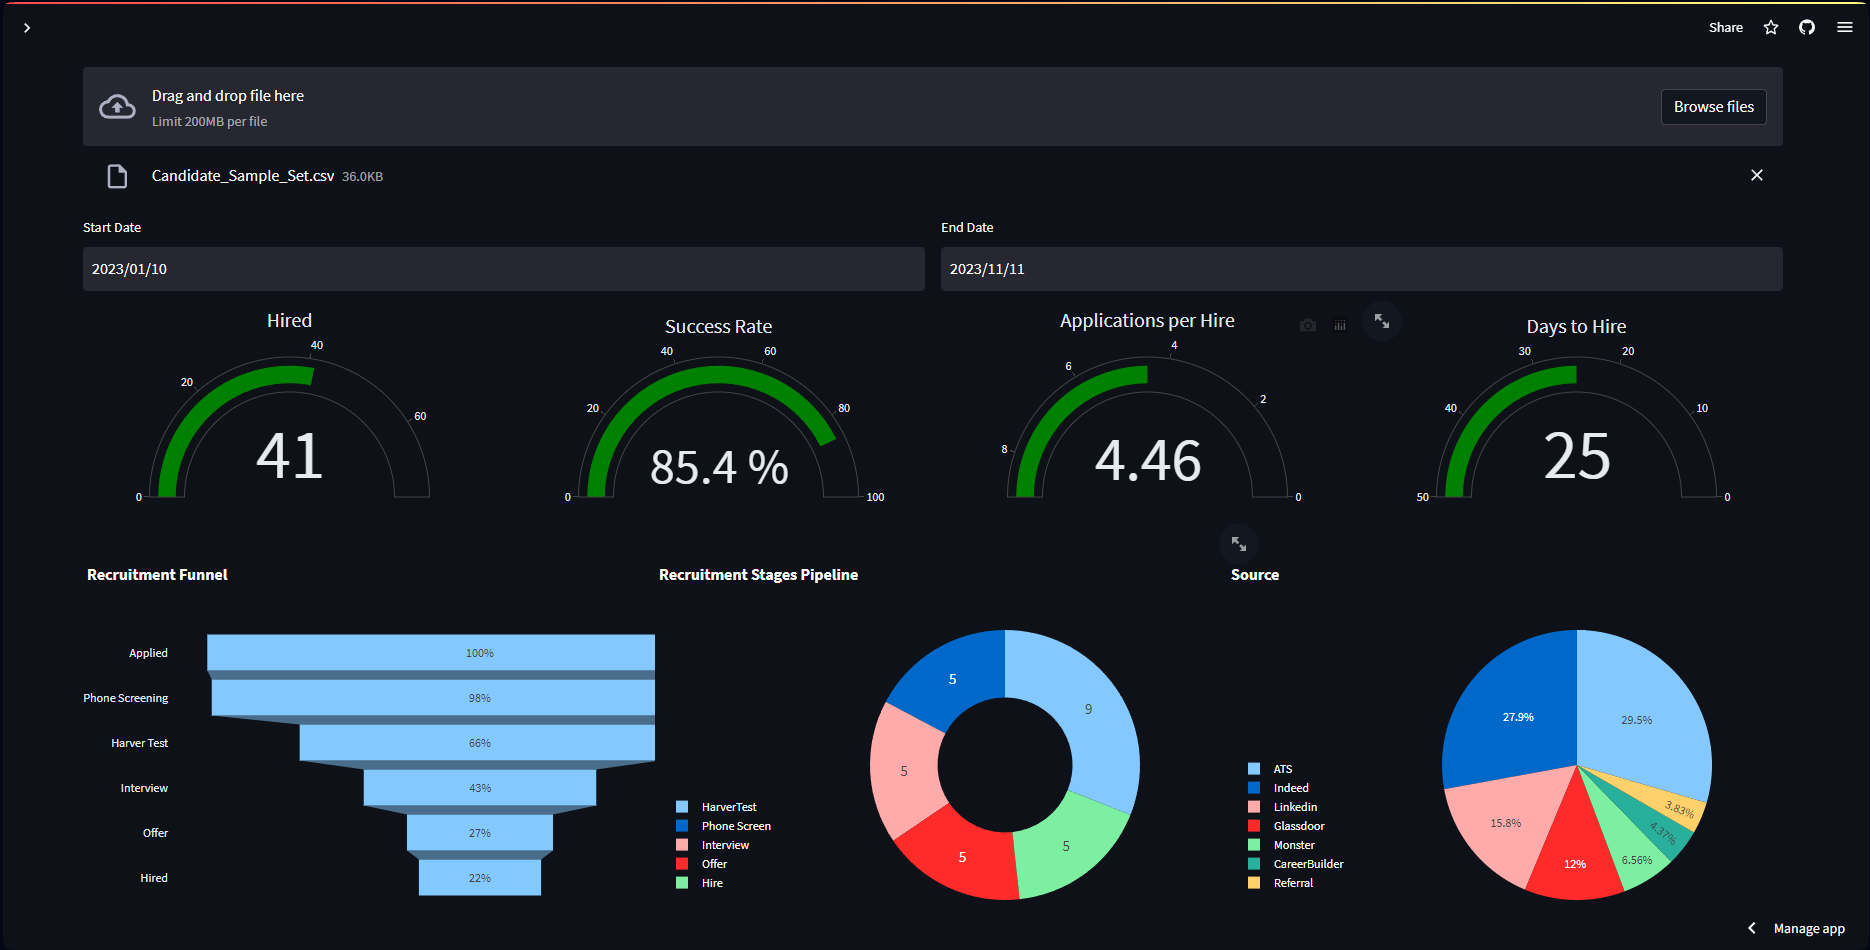 Share
Drag and drop file here
Limit 200MB per file
Browse files
Candidate_Sample_Set.csv 36.0KB
Start Date
End Date
2023/01/10
2023/11/11
Hired
0
20
40
60
41
Success Rate
0
20
40
60
80
100
85.4 %
Applications per Hire
8
6
4
2
0
4.46
Days to Hire
50
40
30
20
10
0
25
Recruitment Funnel
Applied
100%
Phone Screening
98%
Harver Test
66%
Interview
43%
Offer
27%
Hired
22%
Recruitment Stages Pipeline
5
9
5
5
5
HarverTest
Phone Screen
Interview
Offer
Hire
Source
27.9%
29.5%
15.8%
12%
6.56%
4.37%
3.83%
ATS
Indeed
Linkedin
Glassdoor
Monster
CareerBuilder
Referral
Manage app